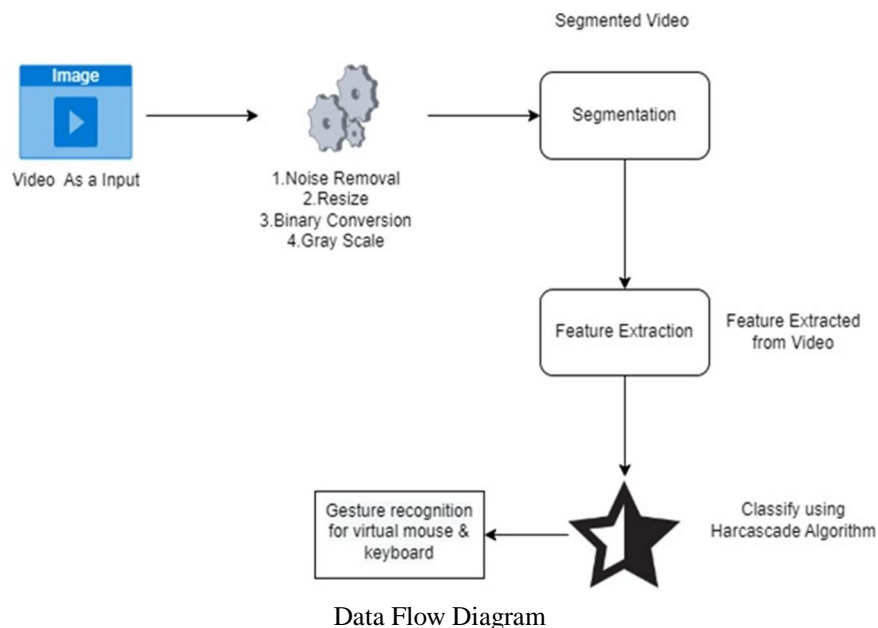 Segmented Video
Image
Video As a Input
1.Noise Removal
2.Resize
3.Binary Conversion
4.Gray Scale
Segmentation
Feature Extraction
Feature Extracted
from Video
Classify using
Harcascade Algorithm
Gesture recognition
for virtual mouse &
keyboard
Data Flow Diagram